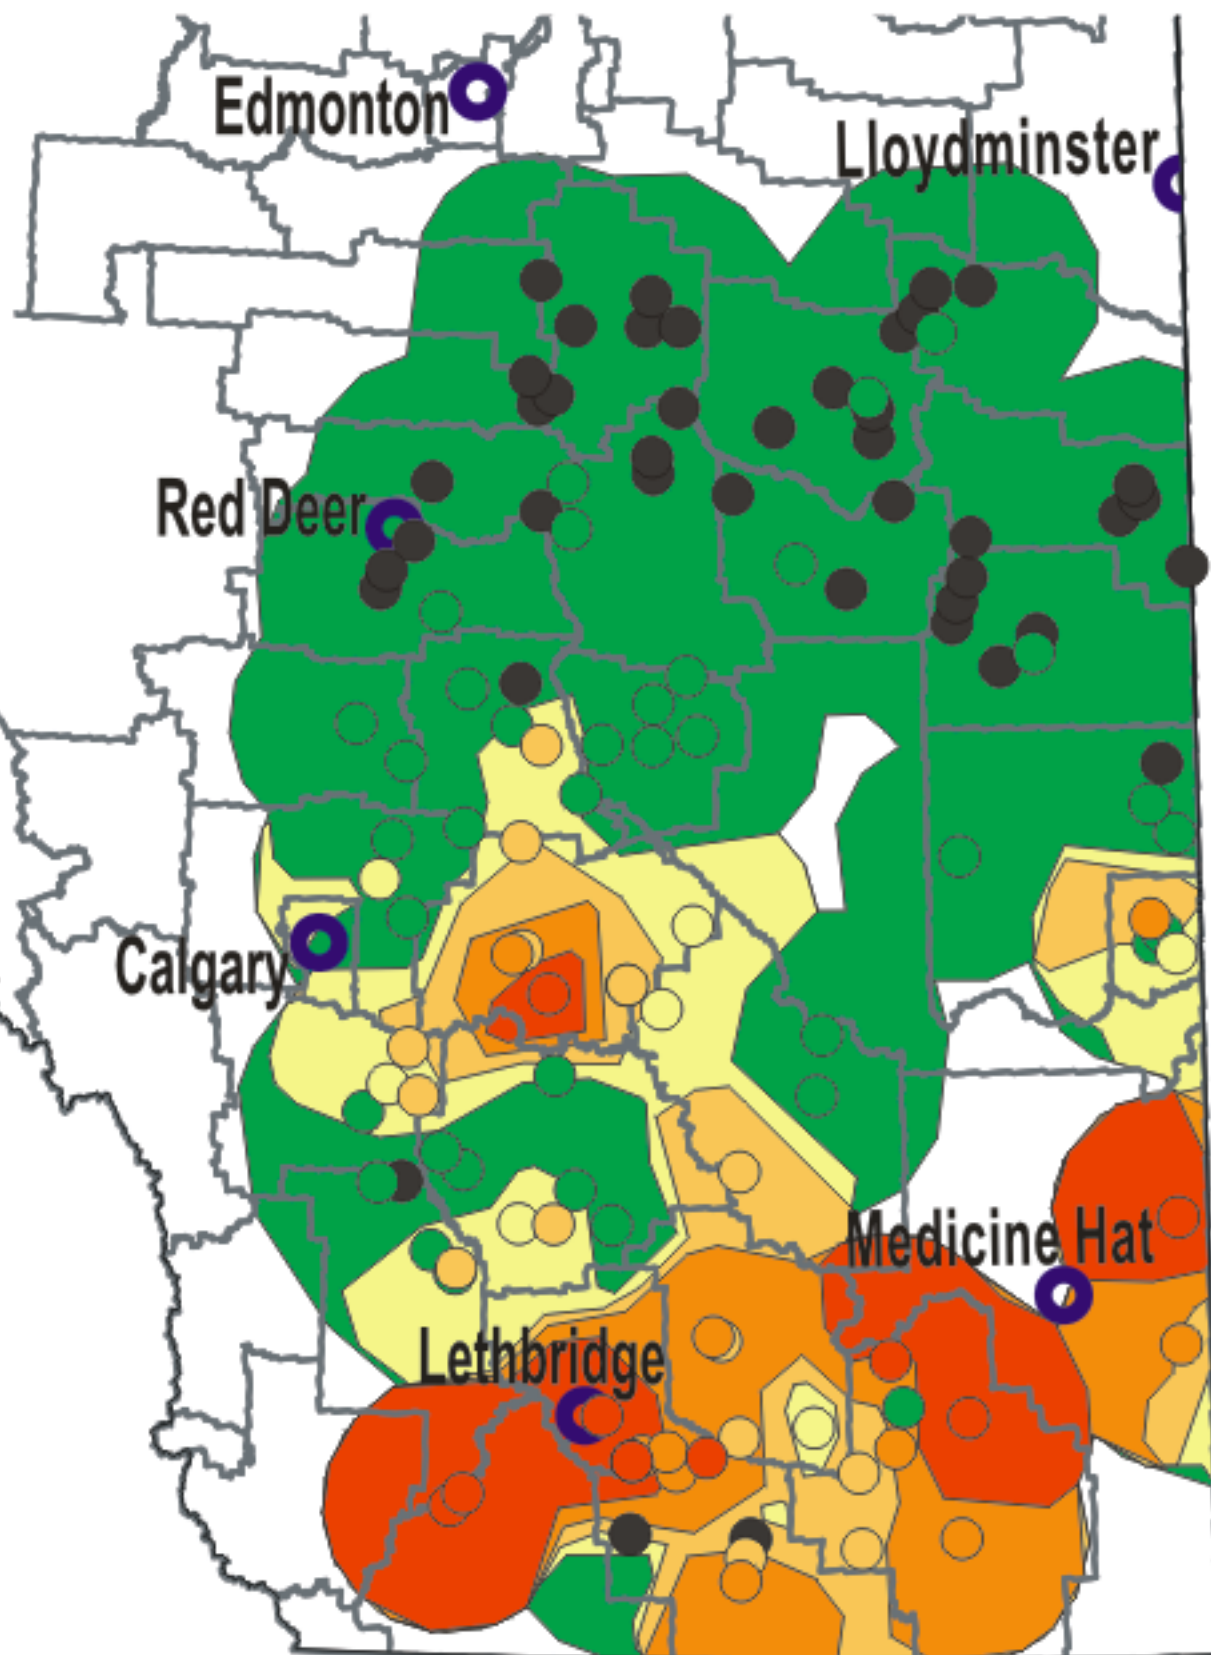 Edmonton
Lloydminster
Red Deer
Calgary
Medicine Hat
Lethbridge